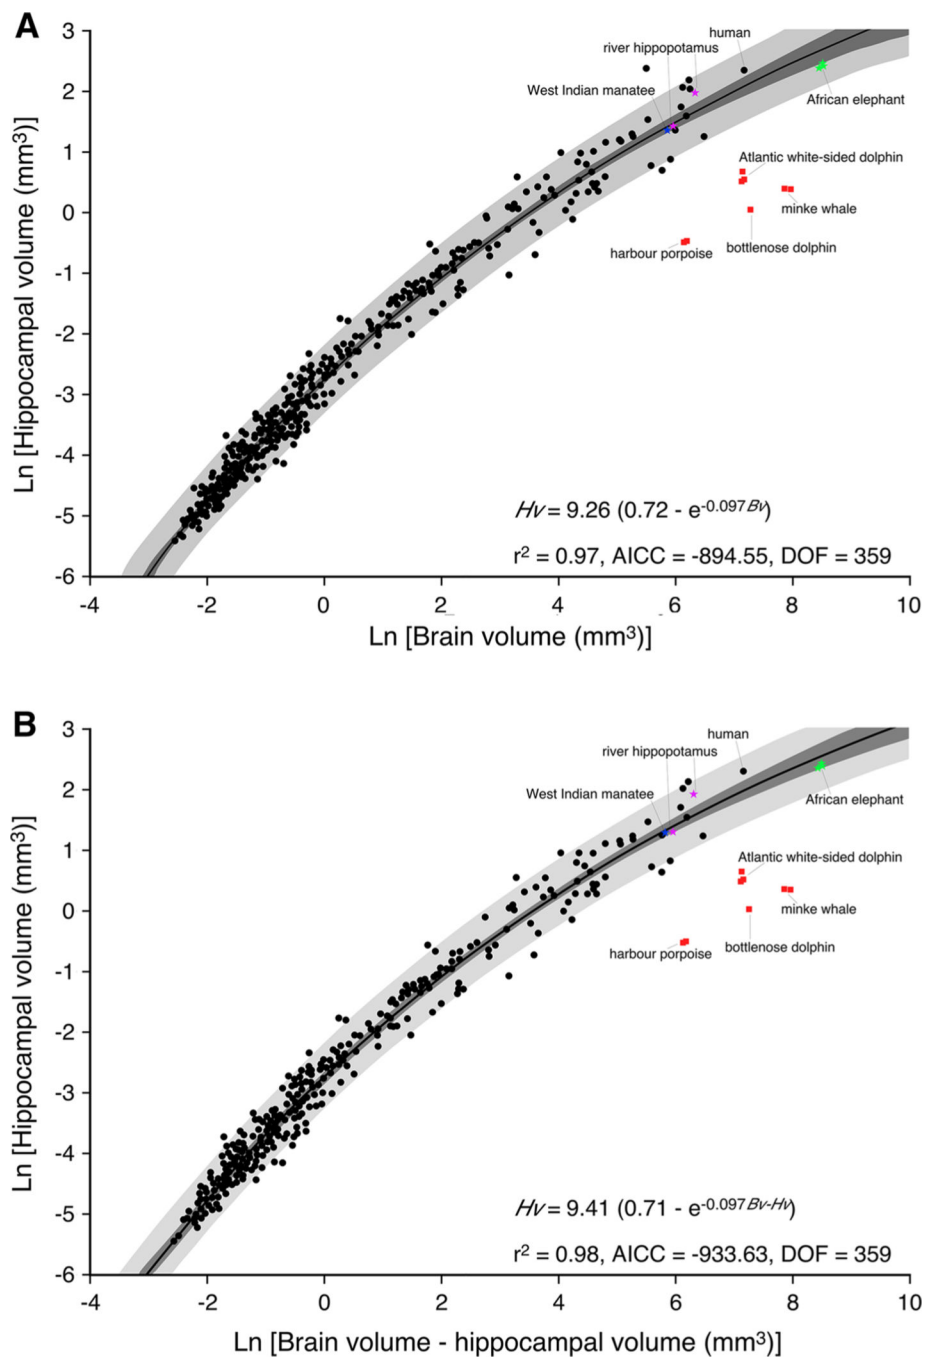 A
3
2
1
0
-1
-2
-3
-4
-5
-6
Ln [Hippocampal volume (mm³)]
human
river hippopotamus
West Indian manatee
African elephant
Atlantic white-sided dolphin
minke whale
bottlenose dolphin
harbour porpoise
Hv = 9.26 (0.72 - e^-0.097Bv)
r² = 0.97, AICC = -894.55, DOF = 359
-4 -2 0 2 4 6 8 10
Ln [Brain volume (mm³)]
B
3
2
1
0
-1
-2
-3
-4
-5
-6
Ln [Hippocampal volume (mm³)]
human
river hippopotamus
West Indian manatee
African elephant
Atlantic white-sided dolphin
minke whale
bottlenose dolphin
harbour porpoise
Hv = 9.41 (0.71 - e^-0.097Bv-Hv)
r² = 0.98, AICC = -933.63, DOF = 359
-4 -2 0 2 4 6 8 10
Ln [Brain volume - hippocampal volume (mm³)]